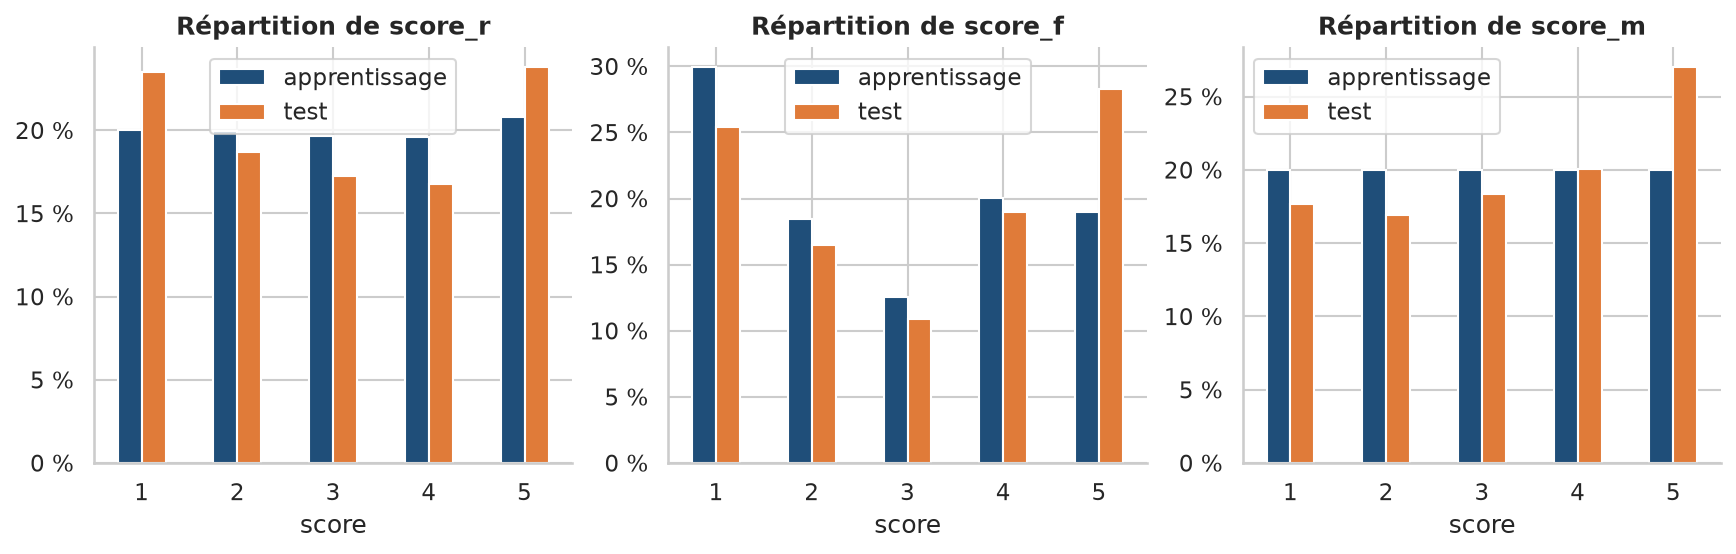 Répartition de score_r
apprentissage
test
20 %
15 %
10 %
5 %
0 %
1 2 3 4 5
score
Répartition de score_f
apprentissage
test
30 %
25 %
20 %
15 %
10 %
5 %
0 %
1 2 3 4 5
score
Répartition de score_m
apprentissage
test
25 %
20 %
15 %
10 %
5 %
0 %
1 2 3 4 5
score